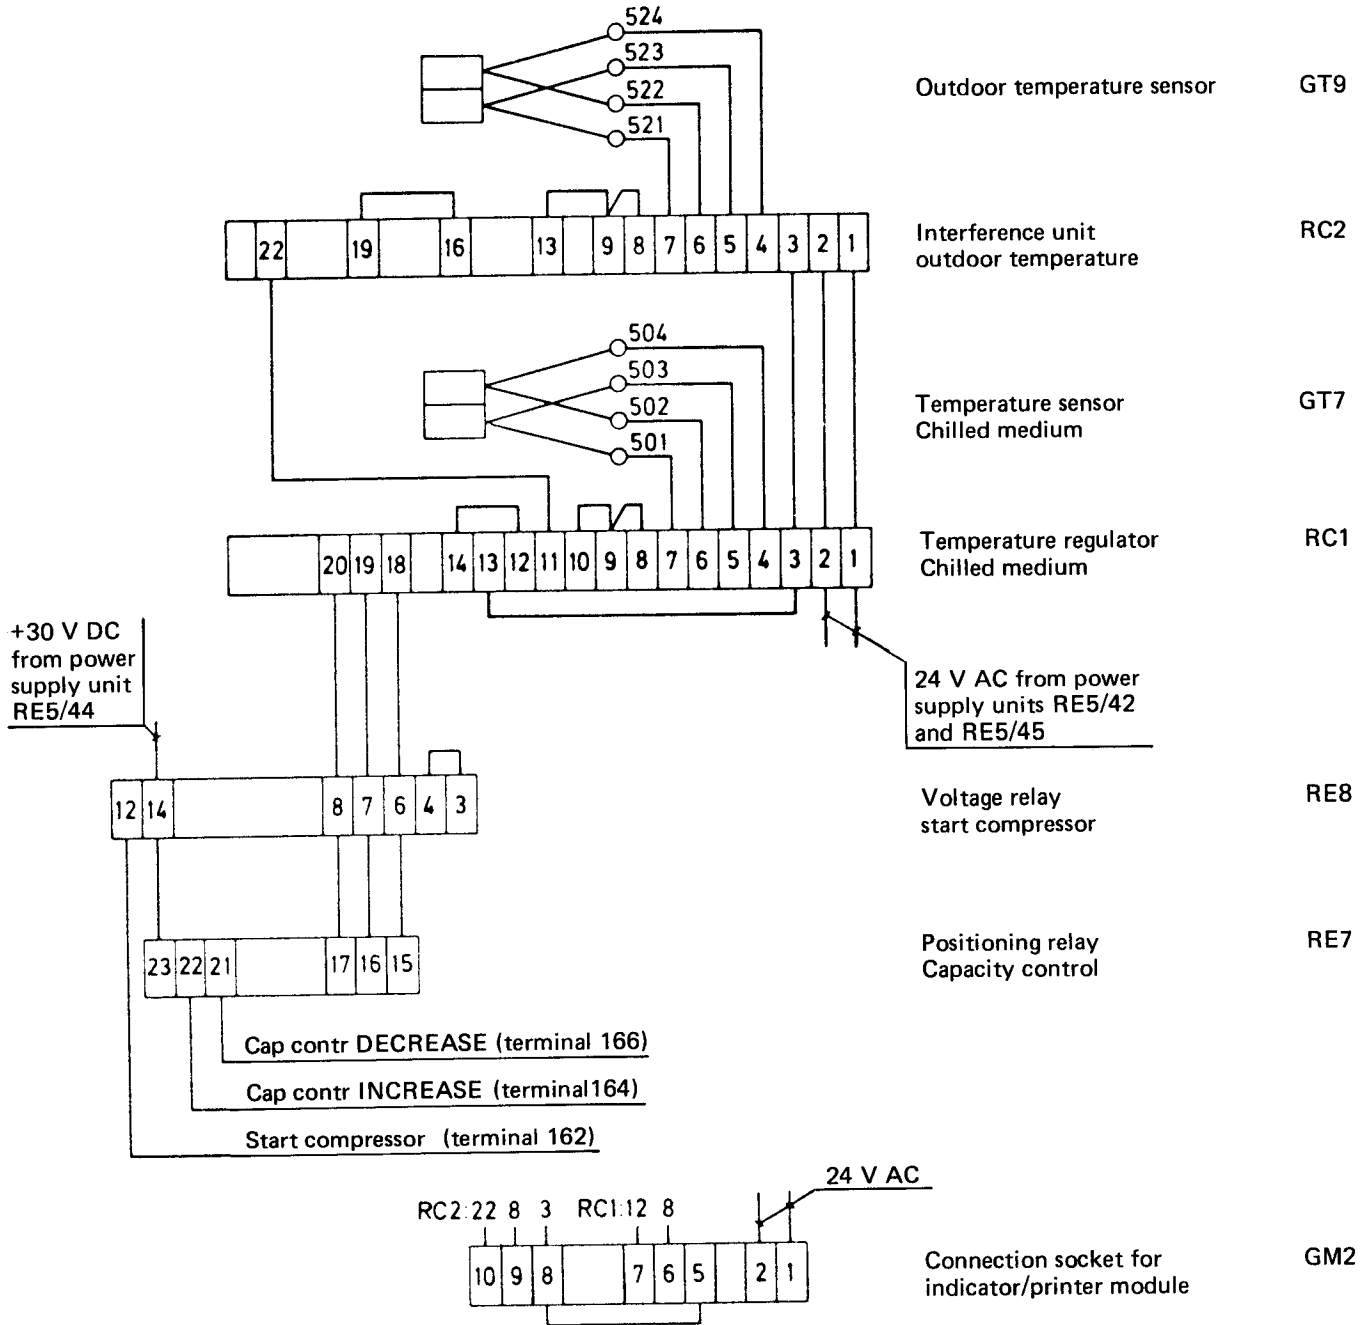 524
523
522
521
Outdoor temperature sensor GT9
22 19 16 13 9 8 7 6 5 4 3 2 1
Interference unit RC2
outdoor temperature
504
503
502
501
Temperature sensor GT7
Chilled medium
20 19 18 14 13 12 11 10 9 8 7 6 5 4 3 2 1
Temperature regulator RC1
Chilled medium
+30 V DC
from power
supply unit
RE5/44
24 V AC from power
supply units RE5/42
and RE5/45
12 14 8 7 6 4 3
Voltage relay RE8
start compressor
23 22 21 17 16 15
Positioning relay RE7
Capacity control
Cap contr DECREASE (terminal 166)
Cap contr INCREASE (terminal164)
Start compressor (terminal 162)
24 V AC
RC2:22 8 3 RC1:12 8
10 9 8 7 6 5 2 1
Connection socket for GM2
indicator/printer module